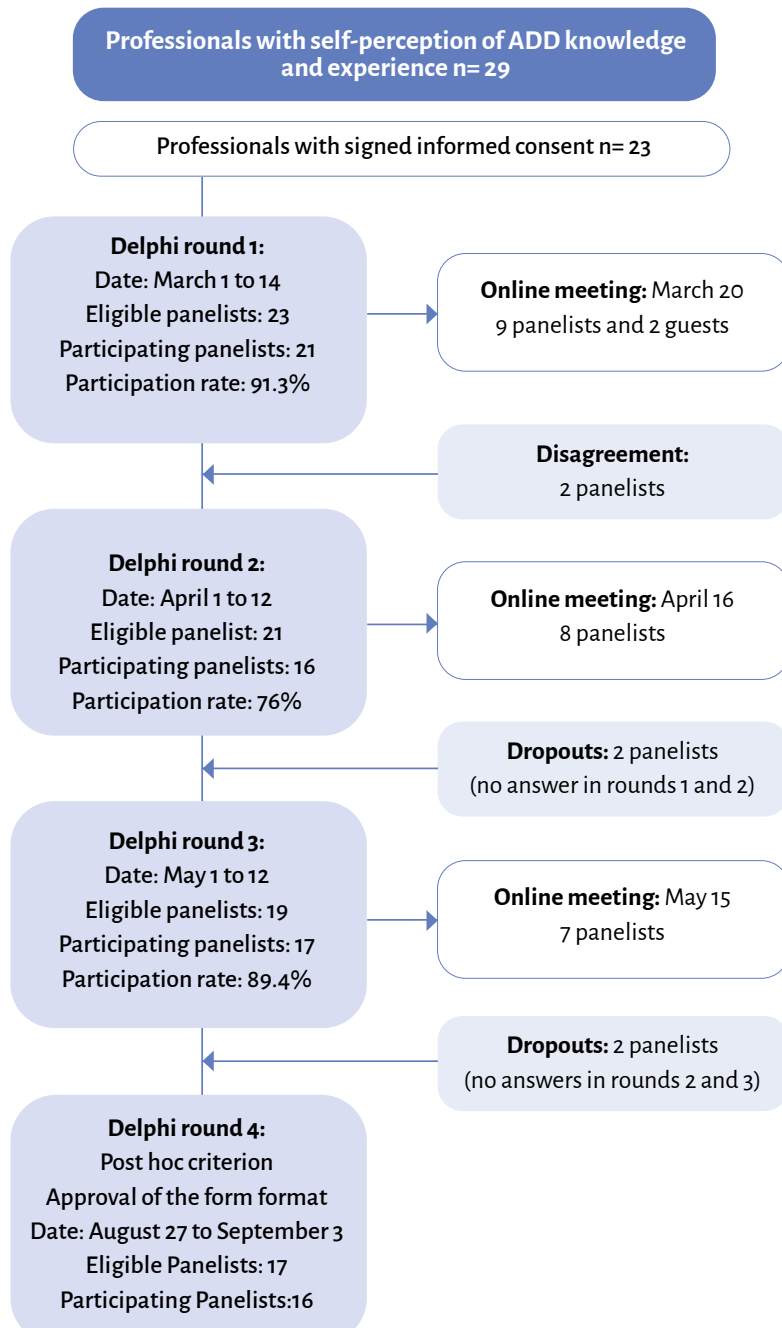 Professionals with self-perception of ADD knowledge
and experience n= 29
Professionals with signed informed consent n= 23
Delphi round 1:
Date: March 1 to 14
Eligible panelists: 23
Participating panelists: 21
Participation rate: 91.3%
Online meeting: March 20
9 panelists and 2 guests
Disagreement:
2 panelists
Delphi round 2:
Date: April 1 to 12
Eligible panelist: 21
Participating panelists: 16
Participation rate: 76%
Online meeting: April 16
8 panelists
Dropouts: 2 panelists
(no answer in rounds 1 and 2)
Delphi round 3:
Date: May 1 to 12
Eligible panelists: 19
Participating panelists: 17
Participation rate: 89.4%
Online meeting: May 15
7 panelists
Dropouts: 2 panelists
(no answers in rounds 2 and 3)
Delphi round 4:
Post hoc criterion
Approval of the form format
Date: August 27 to September 3
Eligible Panelists: 17
Participating Panelists:16